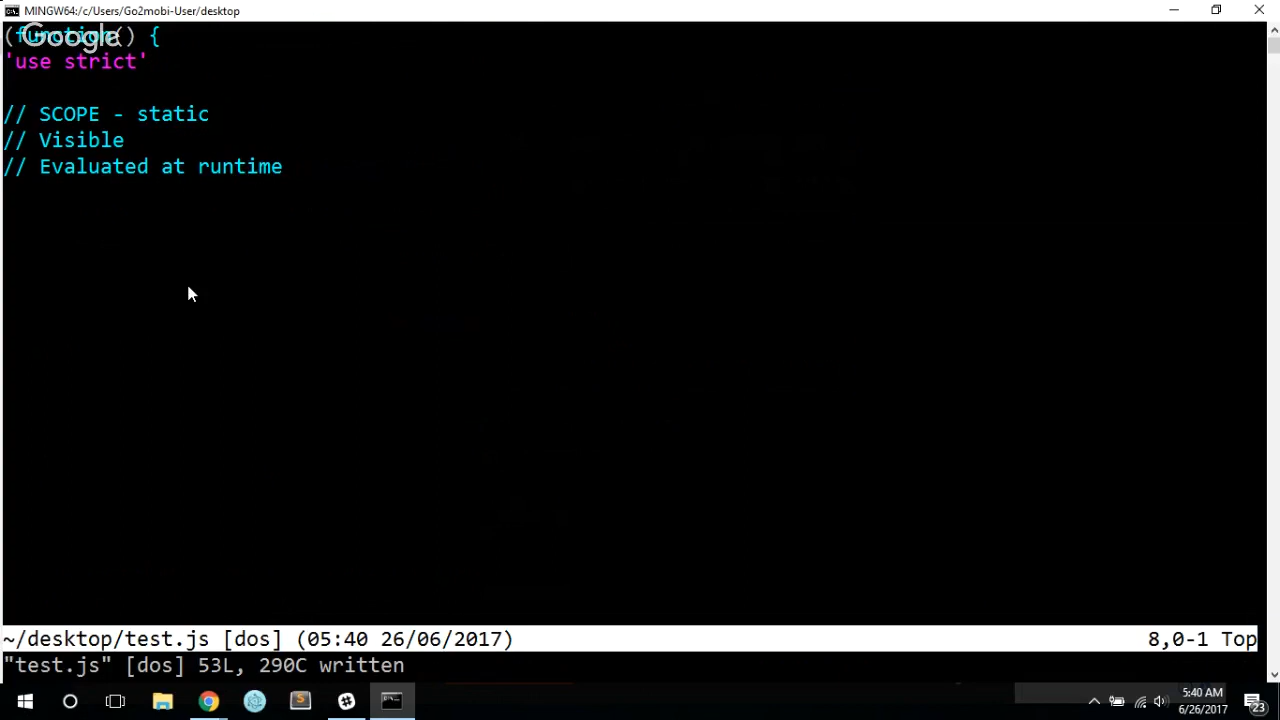 MINGW64:/c/Users/Go2mobi-User/desktop
(function() {
Google
'use strict'
// SCOPE - static
// Visible
// Evaluated at runtime
~/desktop/test.js [dos] (05:40 26/06/2017) 8,0-1 Top
"test.js" [dos] 53L, 290C written
5:40 AM
6/26/2017
23